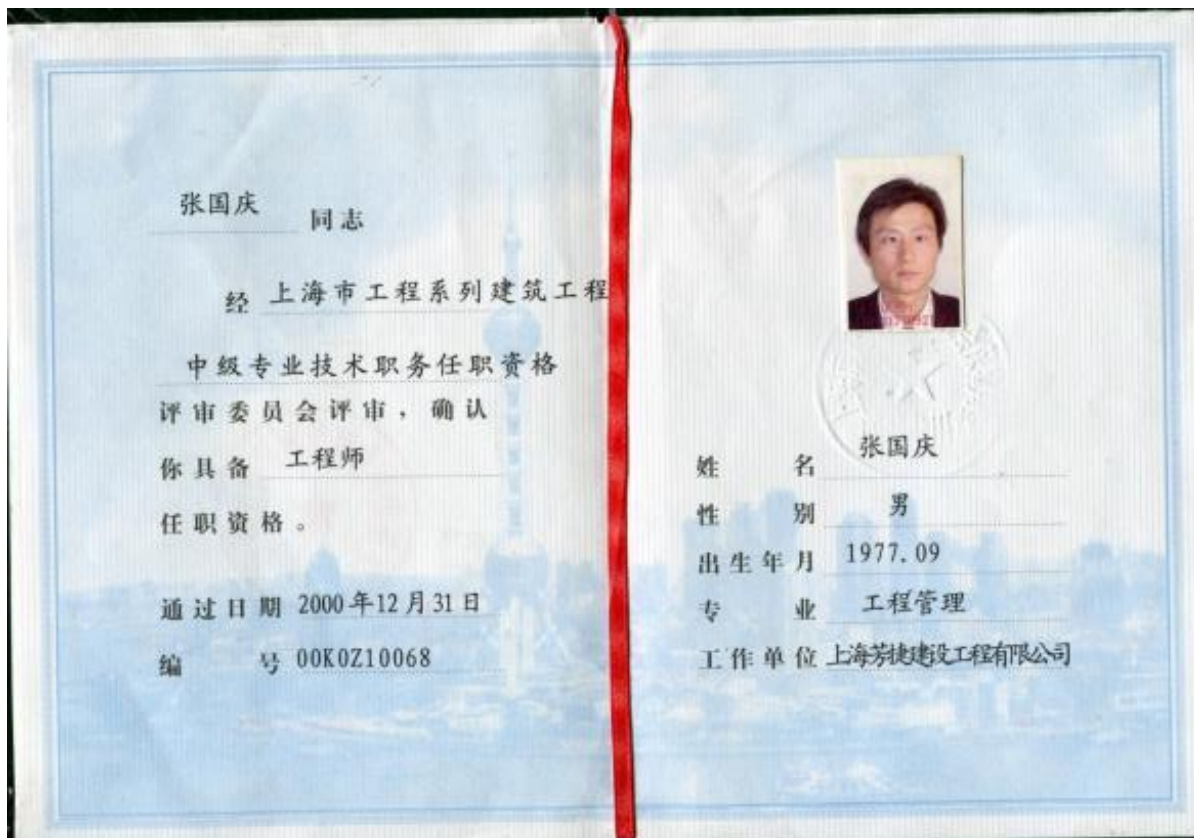 张国庆 同志
经 上海市工程系列建筑工程
中级专业技术职务任职资格
评审委员会评审，确认
你具备 工程师
任职资格。
通过日期 2000年12月31日
编 号 00K0Z10068
姓 名 张国庆
性 别 男
出生年月 1977.09
专 业 工程管理
工作单位 上海芳捷建设工程有限公司